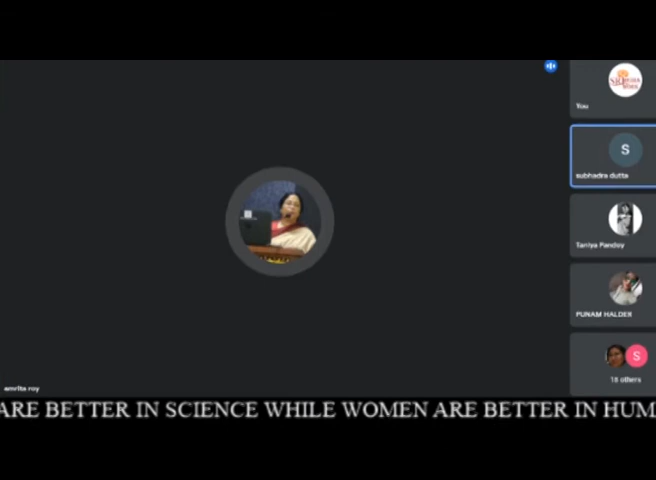 You
S
subhadra dutta
Taniya Pandey
PUNAM HALDER
S
18 others
amrita roy
ARE BETTER IN SCIENCE WHILE WOMEN ARE BETTER IN HUM